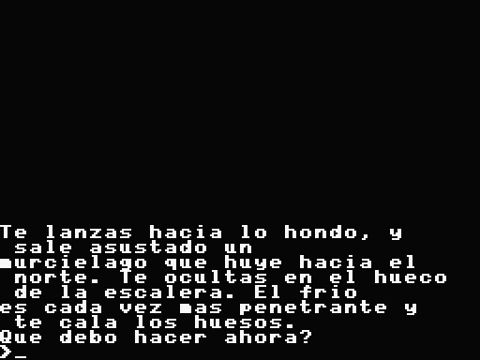 Te lanzas hacia lo hondo, y
sale asustado un
murcielago que huye hacia el
norte. Te ocultas en el hueco
de la escalera. El frio
es cada vez mas penetrante y
te cala los huesos.
Que debo hacer ahora?
>_